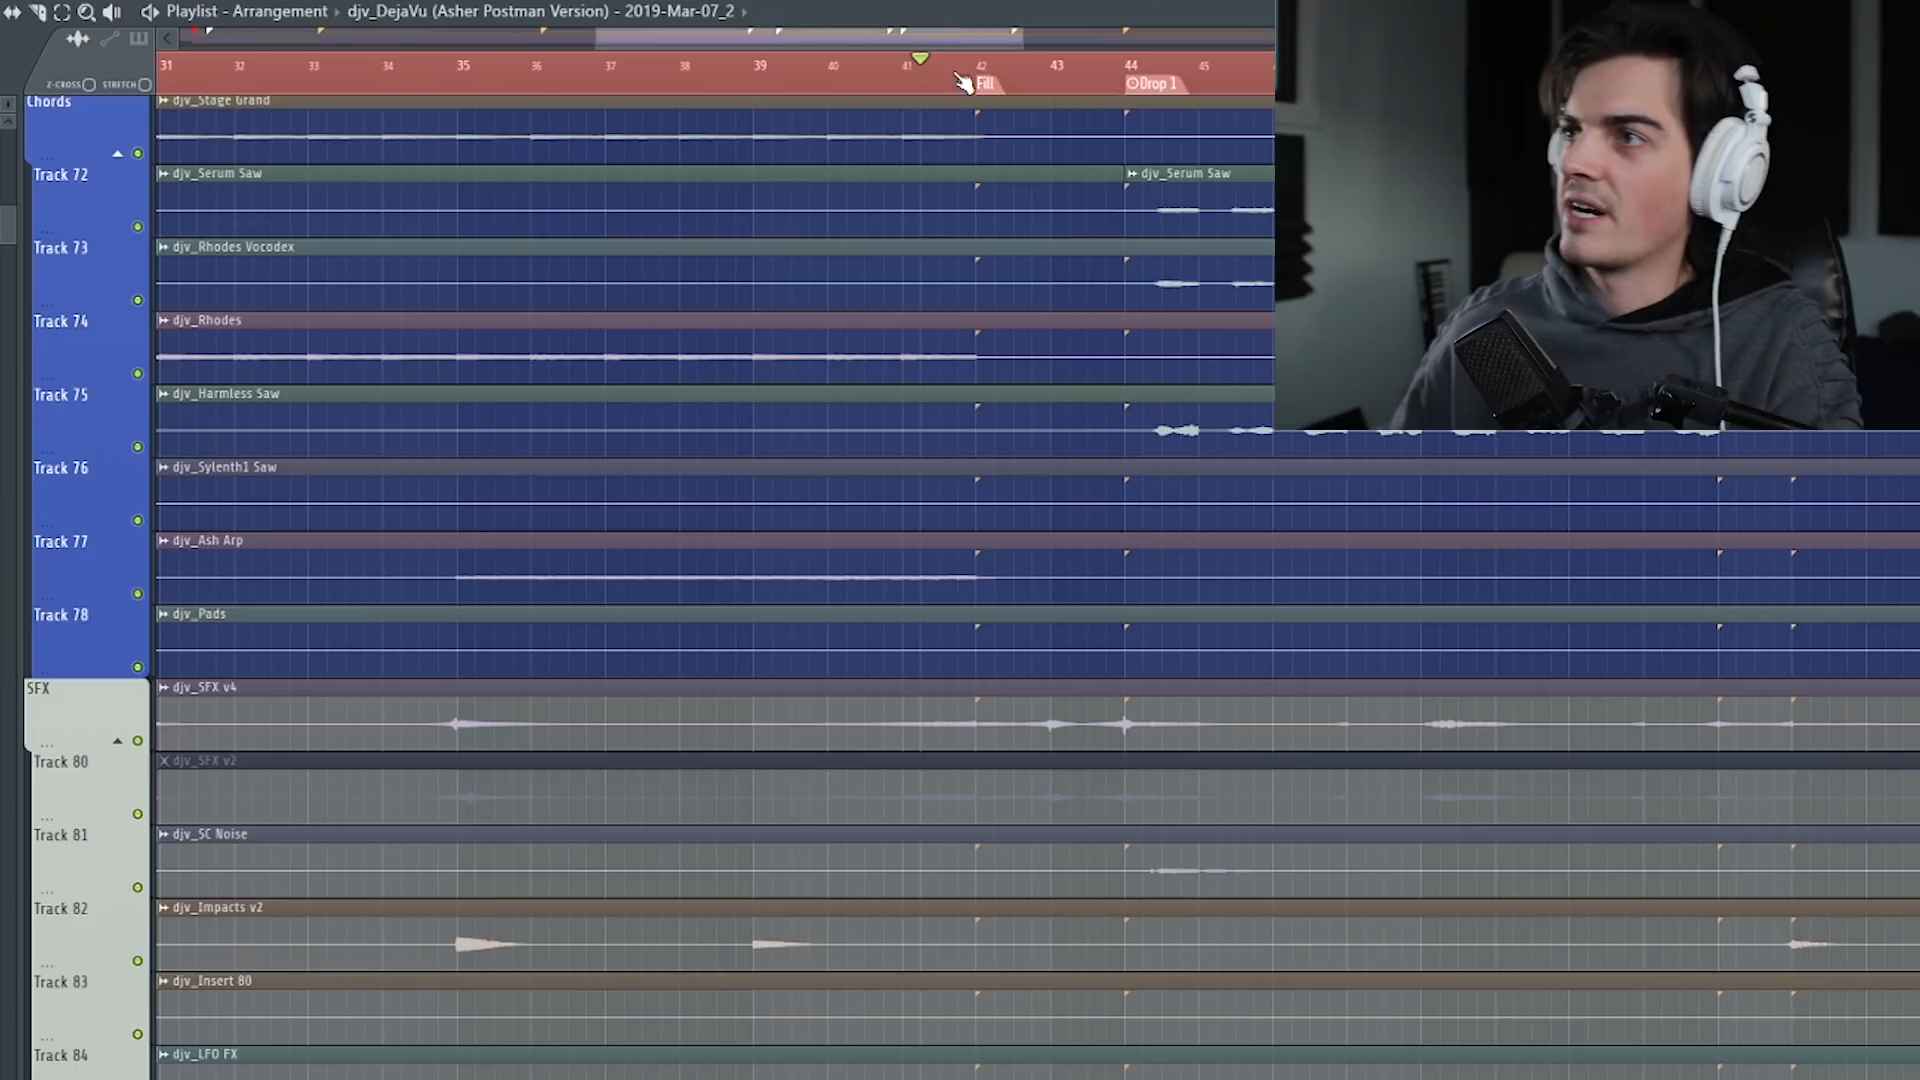 Playlist - Arrangement › djv_DejaVu (Asher Postman Version) - 2019-Mar-07_2 ›
31 32 33 34 35 36 37 38 39 40 41 42 43 44 45
Z-CROSS STRETCH
Fill
Drop 1
Chords
djv_Stage Grand
Track 72
djv_Serum Saw
djv_Serum Saw
Track 73
djv_Rhodes Vocodex
Track 74
djv_Rhodes
Track 75
djv_Harmless Saw
Track 76
djv_Sylenth1 Saw
Track 77
djv_Ash Arp
Track 78
djv_Pads
SFX
djv_SFX v4
Track 80
djv_SFX v2
Track 81
djv_SC Noise
Track 82
djv_Impacts v2
Track 83
djv_Insert 80
Track 84
djv_LFO FX